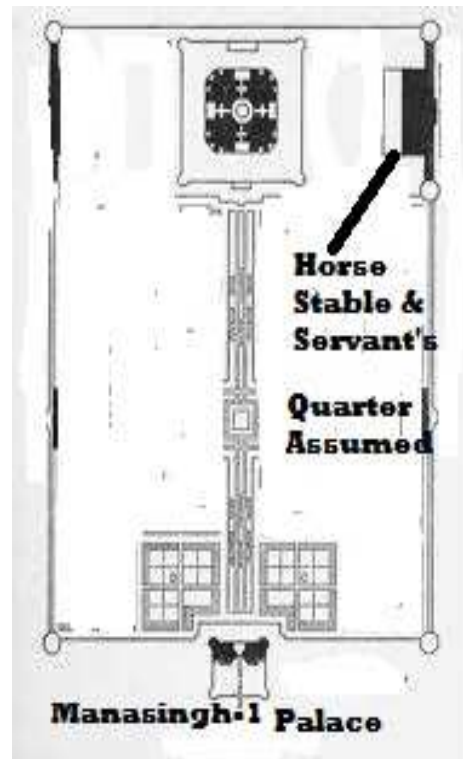 Horse
Stable &
Servant's
Quarter
Assumed
Manasingh-1 Palace